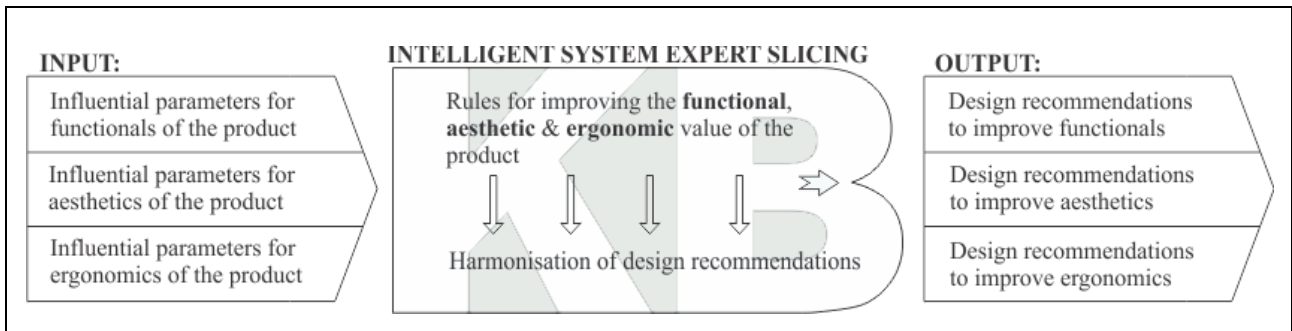 INPUT:
Influential parameters for
functionals of the product
Influential parameters for
aesthetics of the product
Influential parameters for
ergonomics of the product
INTELLIGENT SYSTEM EXPERT SLICING
Rules for improving the functional,
aesthetic & ergonomic value of the
product
Harmonisation of design recommendations
KB
OUTPUT:
Design recommendations
to improve functionals
Design recommendations
to improve aesthetics
Design recommendations
to improve ergonomics